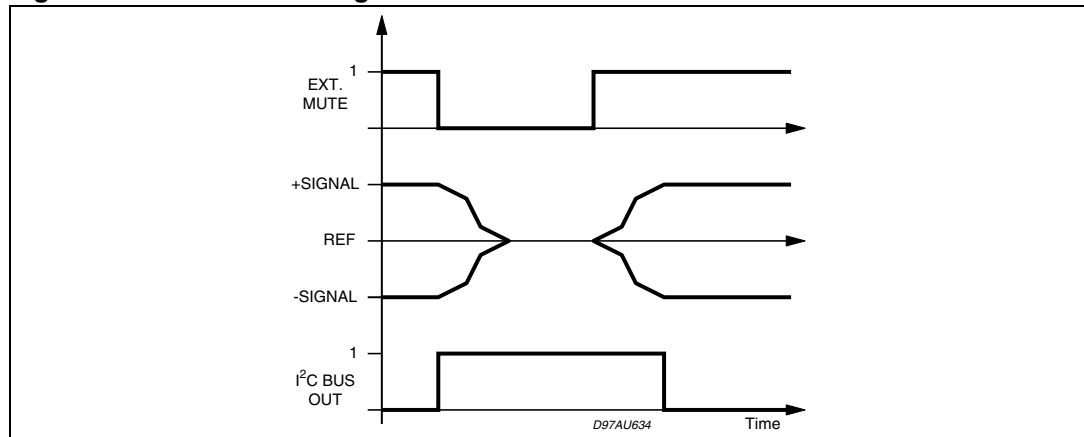 1
EXT.
MUTE
+SIGNAL
REF
-SIGNAL
1
I²C BUS
OUT
D97AU634
Time